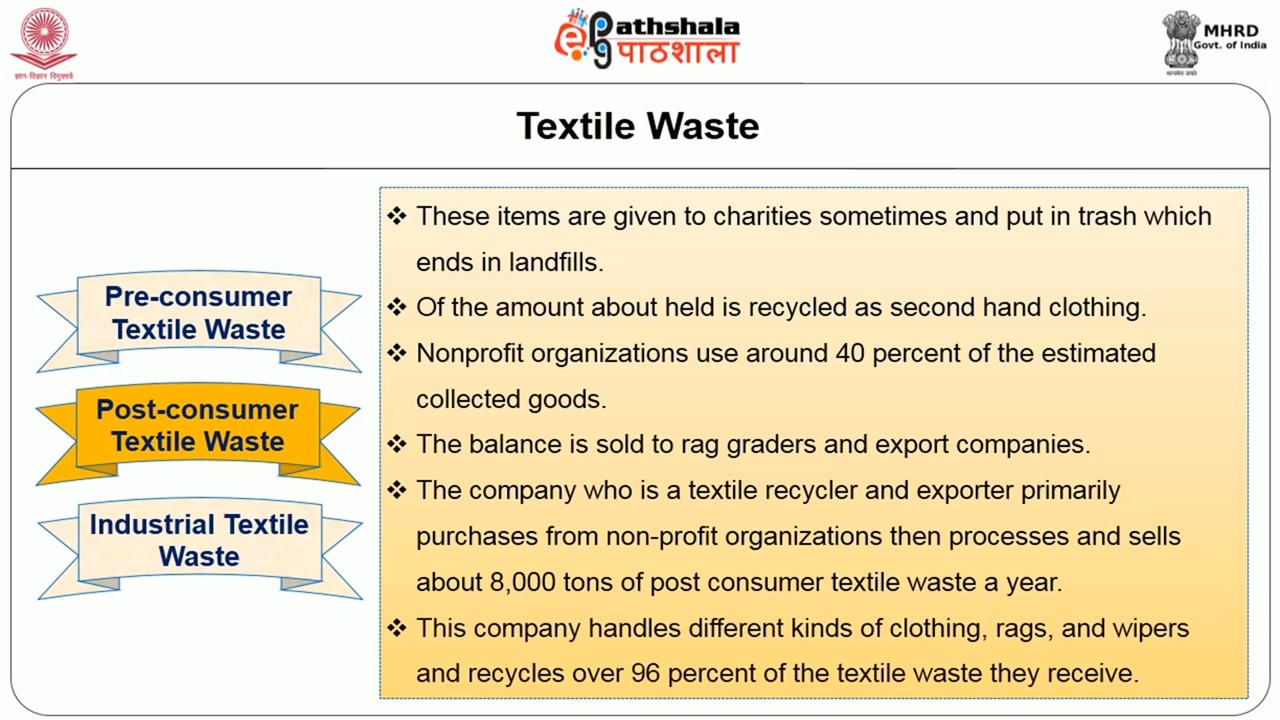 ज्ञान-विज्ञान विमुक्तये
ePathshala
पाठशाला
MHRD
Govt. of India
सत्यमेव जयते
Textile Waste
Pre-consumer
Textile Waste
Post-consumer
Textile Waste
Industrial Textile
Waste
❖ These items are given to charities sometimes and put in trash which
ends in landfills.
❖ Of the amount about held is recycled as second hand clothing.
❖ Nonprofit organizations use around 40 percent of the estimated
collected goods.
❖ The balance is sold to rag graders and export companies.
❖ The company who is a textile recycler and exporter primarily
purchases from non-profit organizations then processes and sells
about 8,000 tons of post consumer textile waste a year.
❖ This company handles different kinds of clothing, rags, and wipers
and recycles over 96 percent of the textile waste they receive.